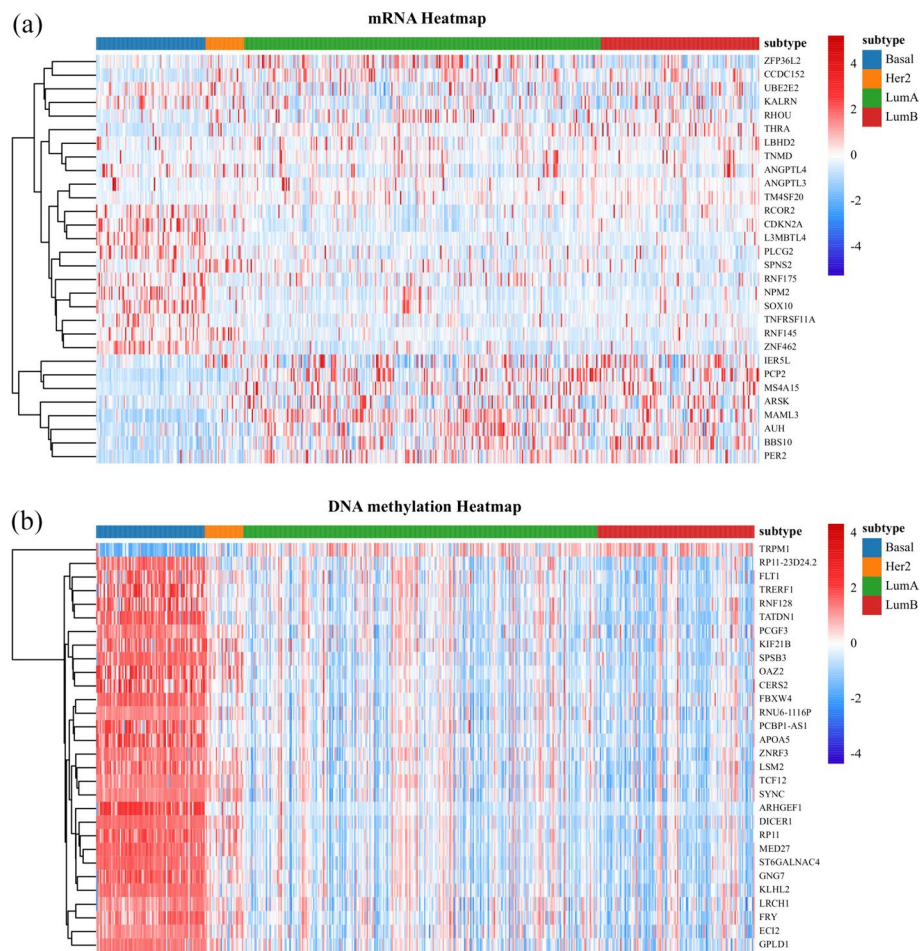 (a)
mRNA Heatmap
subtype
ZFP36L2
CCDC152
UBE2E2
KALRN
RHOU
THRA
LBHD2
TNMD
ANGPTL4
ANGPTL3
TM4SF20
RCOR2
CDKN2A
L3MBTL4
PLCG2
SPNS2
RNF175
NPM2
SOX10
TNFRSF11A
RNF145
ZNF462
IER5L
PCP2
MS4A15
ARSK
MAML3
AUH
BBS10
PER2
4
2
0
-2
-4
subtype
Basal
Her2
LumA
LumB
(b)
DNA methylation Heatmap
subtype
TRPM1
RP11-23D24.2
FLT1
TRERF1
RNF128
TATDN1
PCGF3
KIF21B
SPSB3
OAZ2
CERS2
FBXW4
RNU6-1116P
PCBP1-AS1
APOA5
ZNRF3
LSM2
TCF12
SYNC
ARHGEF1
DICER1
RP11
MED27
ST6GALNAC4
GNG7
KLHL2
LRCH1
FRY
ECI2
GPLD1
4
2
0
-2
-4
subtype
Basal
Her2
LumA
LumB